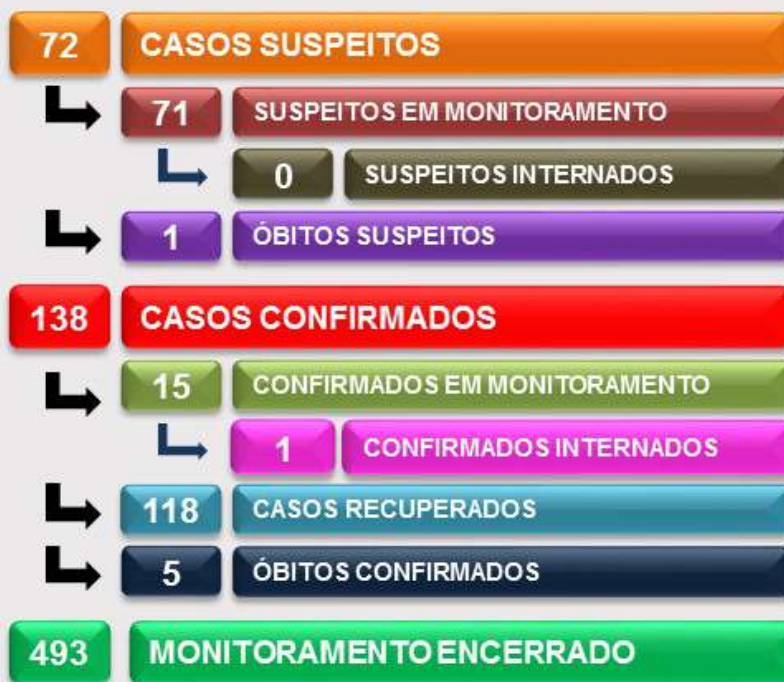 72 CASOS SUSPEITOS
71 SUSPEITOS EM MONITORAMENTO
0 SUSPEITOS INTERNADOS
1 ÓBITOS SUSPEITOS
138 CASOS CONFIRMADOS
15 CONFIRMADOS EM MONITORAMENTO
1 CONFIRMADOS INTERNADOS
118 CASOS RECUPERADOS
5 ÓBITOS CONFIRMADOS
493 MONITORAMENTO ENCERRADO